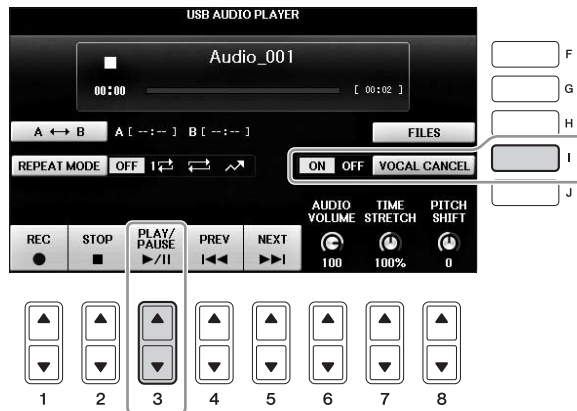 USB AUDIO PLAYER
Audio_001
00:00 [ 00:02 ]
A ↔ B A [ --:-- ] B [ --:-- ] FILES
REPEAT MODE OFF 1 ON OFF VOCAL CANCEL
AUDIO VOLUME TIME STRETCH PITCH SHIFT
REC STOP PLAY/PAUSE PREV NEXT
● ■ ▶/II I◀◀ ▶▶I 100 100% 0
F
G
H
I
J
1 2 3 4 5 6 7 8